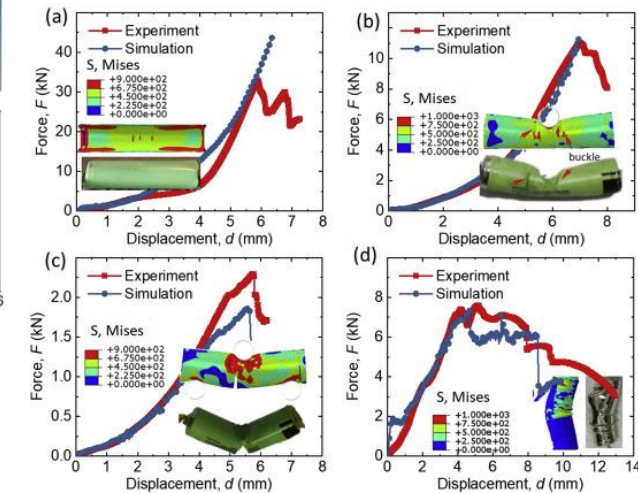 (a)
Experiment
Simulation
S, Mises
+9.000e+02
+6.750e+02
+4.500e+02
+2.250e+02
+0.000e+00
Force, F (kN)
0
10
20
30
40
0 1 2 3 4 5 6 7 8
Displacement, d (mm)
(b)
Experiment
Simulation
S, Mises
+1.000e+03
+7.500e+02
+5.000e+02
+2.500e+02
+0.000e+00
buckle
Force, F (kN)
0
2
4
6
8
10
12
0 2 4 6 8
Displacement, d (mm)
(c)
Experiment
Simulation
S, Mises
+9.000e+02
+6.750e+02
+4.500e+02
+2.250e+02
+0.000e+00
Force, F (kN)
0.0
0.5
1.0
1.5
2.0
0 1 2 3 4 5 6 7 8
Displacement, d (mm)
(d)
Experiment
Simulation
S, Mises
+1.000e+03
+7.500e+02
+5.000e+02
+2.500e+02
+0.000e+00
Force, F (kN)
0
2
4
6
8
0 2 4 6 8 10 12 14
Displacement, d (mm)